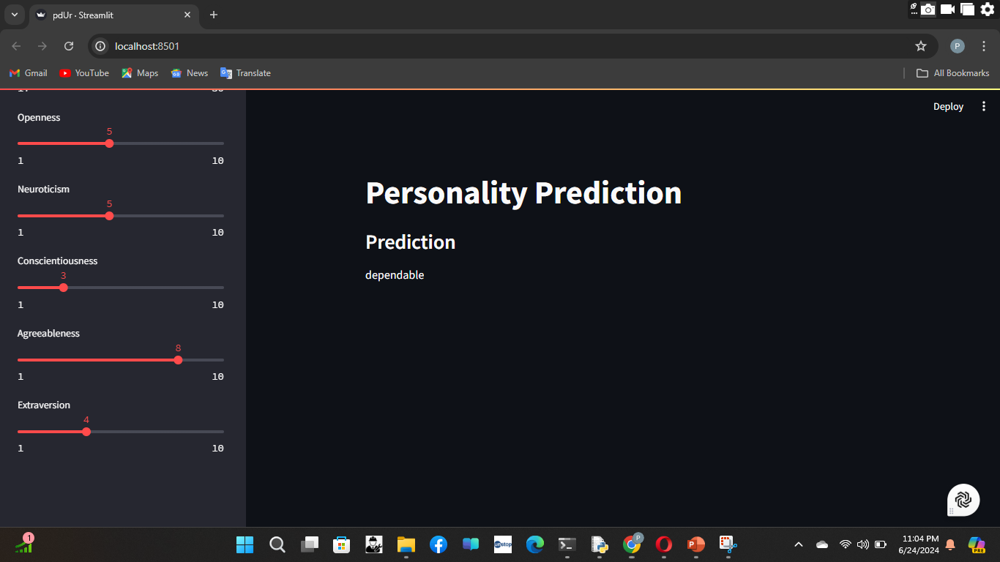 pdUr · Streamlit
localhost:8501
P
Gmail
YouTube
Maps
News
Translate
All Bookmarks
Openness
5
1 10
Neuroticism
5
1 10
Conscientiousness
3
1 10
Agreeableness
8
1 10
Extraversion
4
1 10
Deploy
Personality Prediction
Prediction
dependable
1
unstop
P
11:04 PM
6/24/2024
PRE